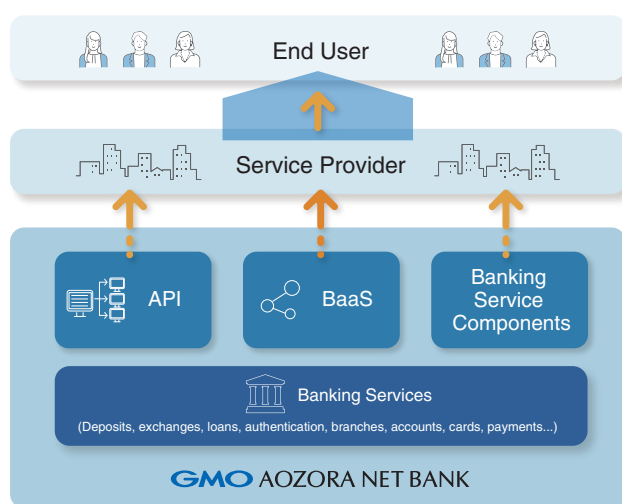 End User
Service Provider
API
BaaS
Banking
Service
Components
Banking Services
(Deposits, exchanges, loans, authentication, branches, accounts, cards, payments...)
GMO AOZORA NET BANK